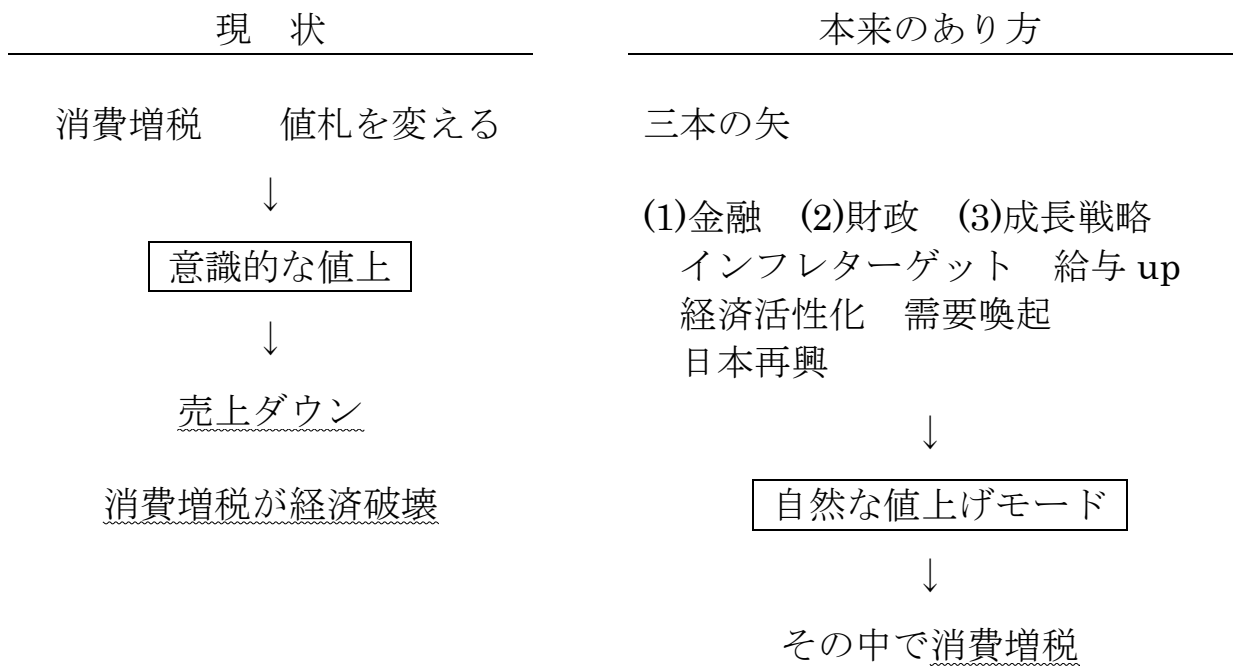 現　状
消費増税　　値札を変える
↓
意識的な値上
↓
売上ダウン
消費増税が経済破壊
本来のあり方
三本の矢
(1)金融　(2)財政　(3)成長戦略
インフレターゲット　給与 up
経済活性化　需要喚起
日本再興
↓
自然な値上げモード
↓
その中で消費増税